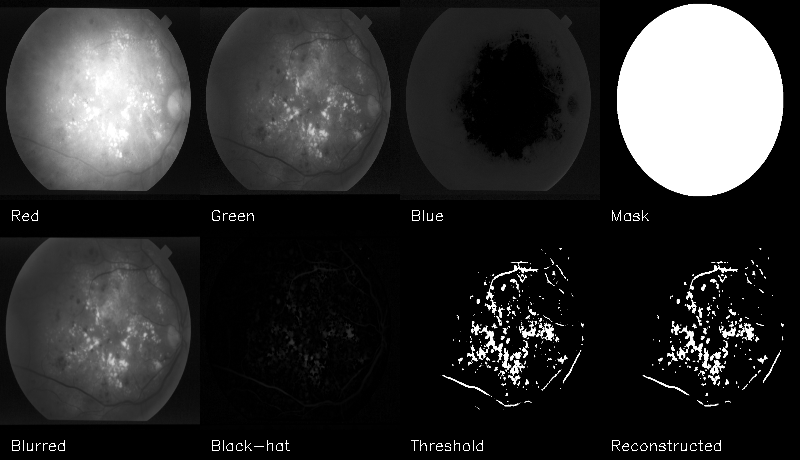 Red
Green
Blue
Mask
Blurred
Black-hat
Threshold
Reconstructed